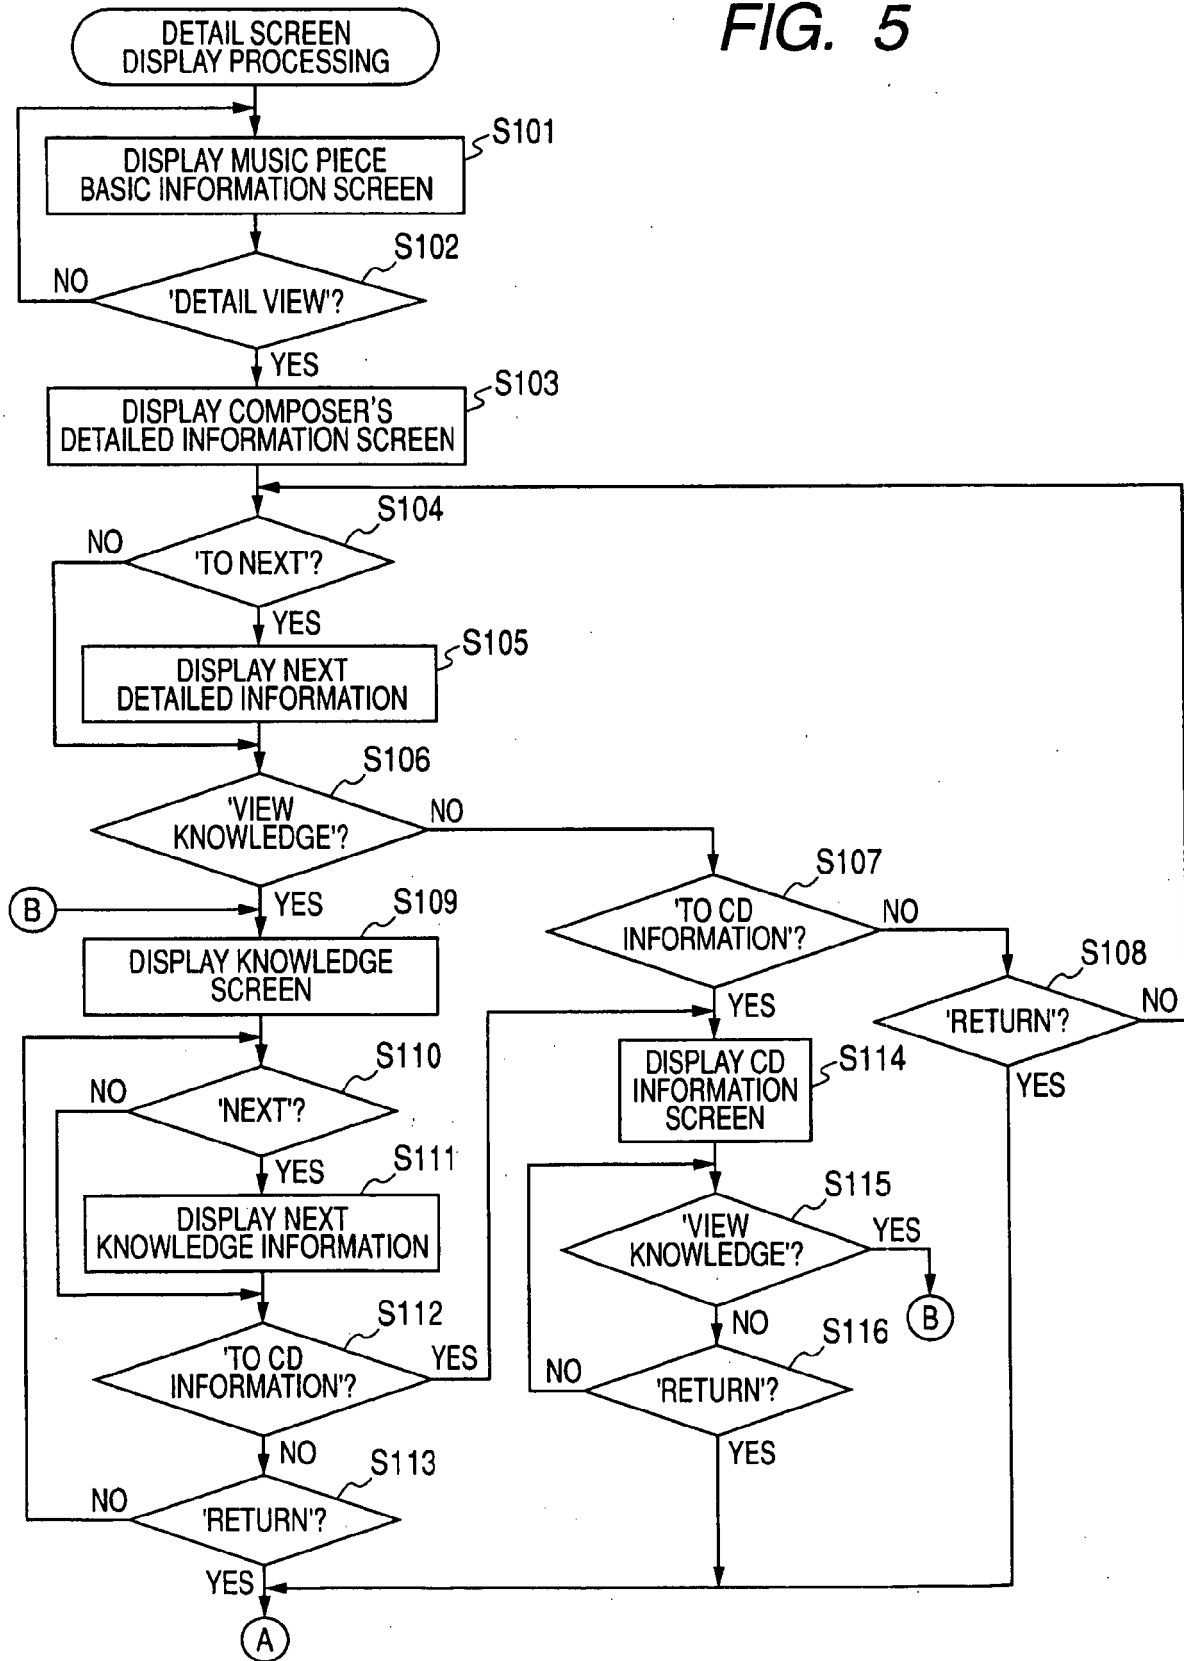 FIG. 5
DETAIL SCREEN
DISPLAY PROCESSING
S101
DISPLAY MUSIC PIECE
BASIC INFORMATION SCREEN
S102
NO
'DETAIL VIEW'?
YES
S103
DISPLAY COMPOSER'S
DETAILED INFORMATION SCREEN
S104
NO
'TO NEXT'?
YES
S105
DISPLAY NEXT
DETAILED INFORMATION
S106
'VIEW
KNOWLEDGE'?
NO
YES
B
S109
DISPLAY KNOWLEDGE
SCREEN
S110
NO
'NEXT'?
YES
S111
DISPLAY NEXT
KNOWLEDGE INFORMATION
S112
'TO CD
INFORMATION'?
YES
NO
S113
NO
'RETURN'?
YES
A
S107
'TO CD
INFORMATION'?
NO
YES
S108
'RETURN'?
NO
YES
S114
DISPLAY CD
INFORMATION
SCREEN
S115
'VIEW
KNOWLEDGE'?
YES
B
NO
S116
NO
'RETURN'?
YES